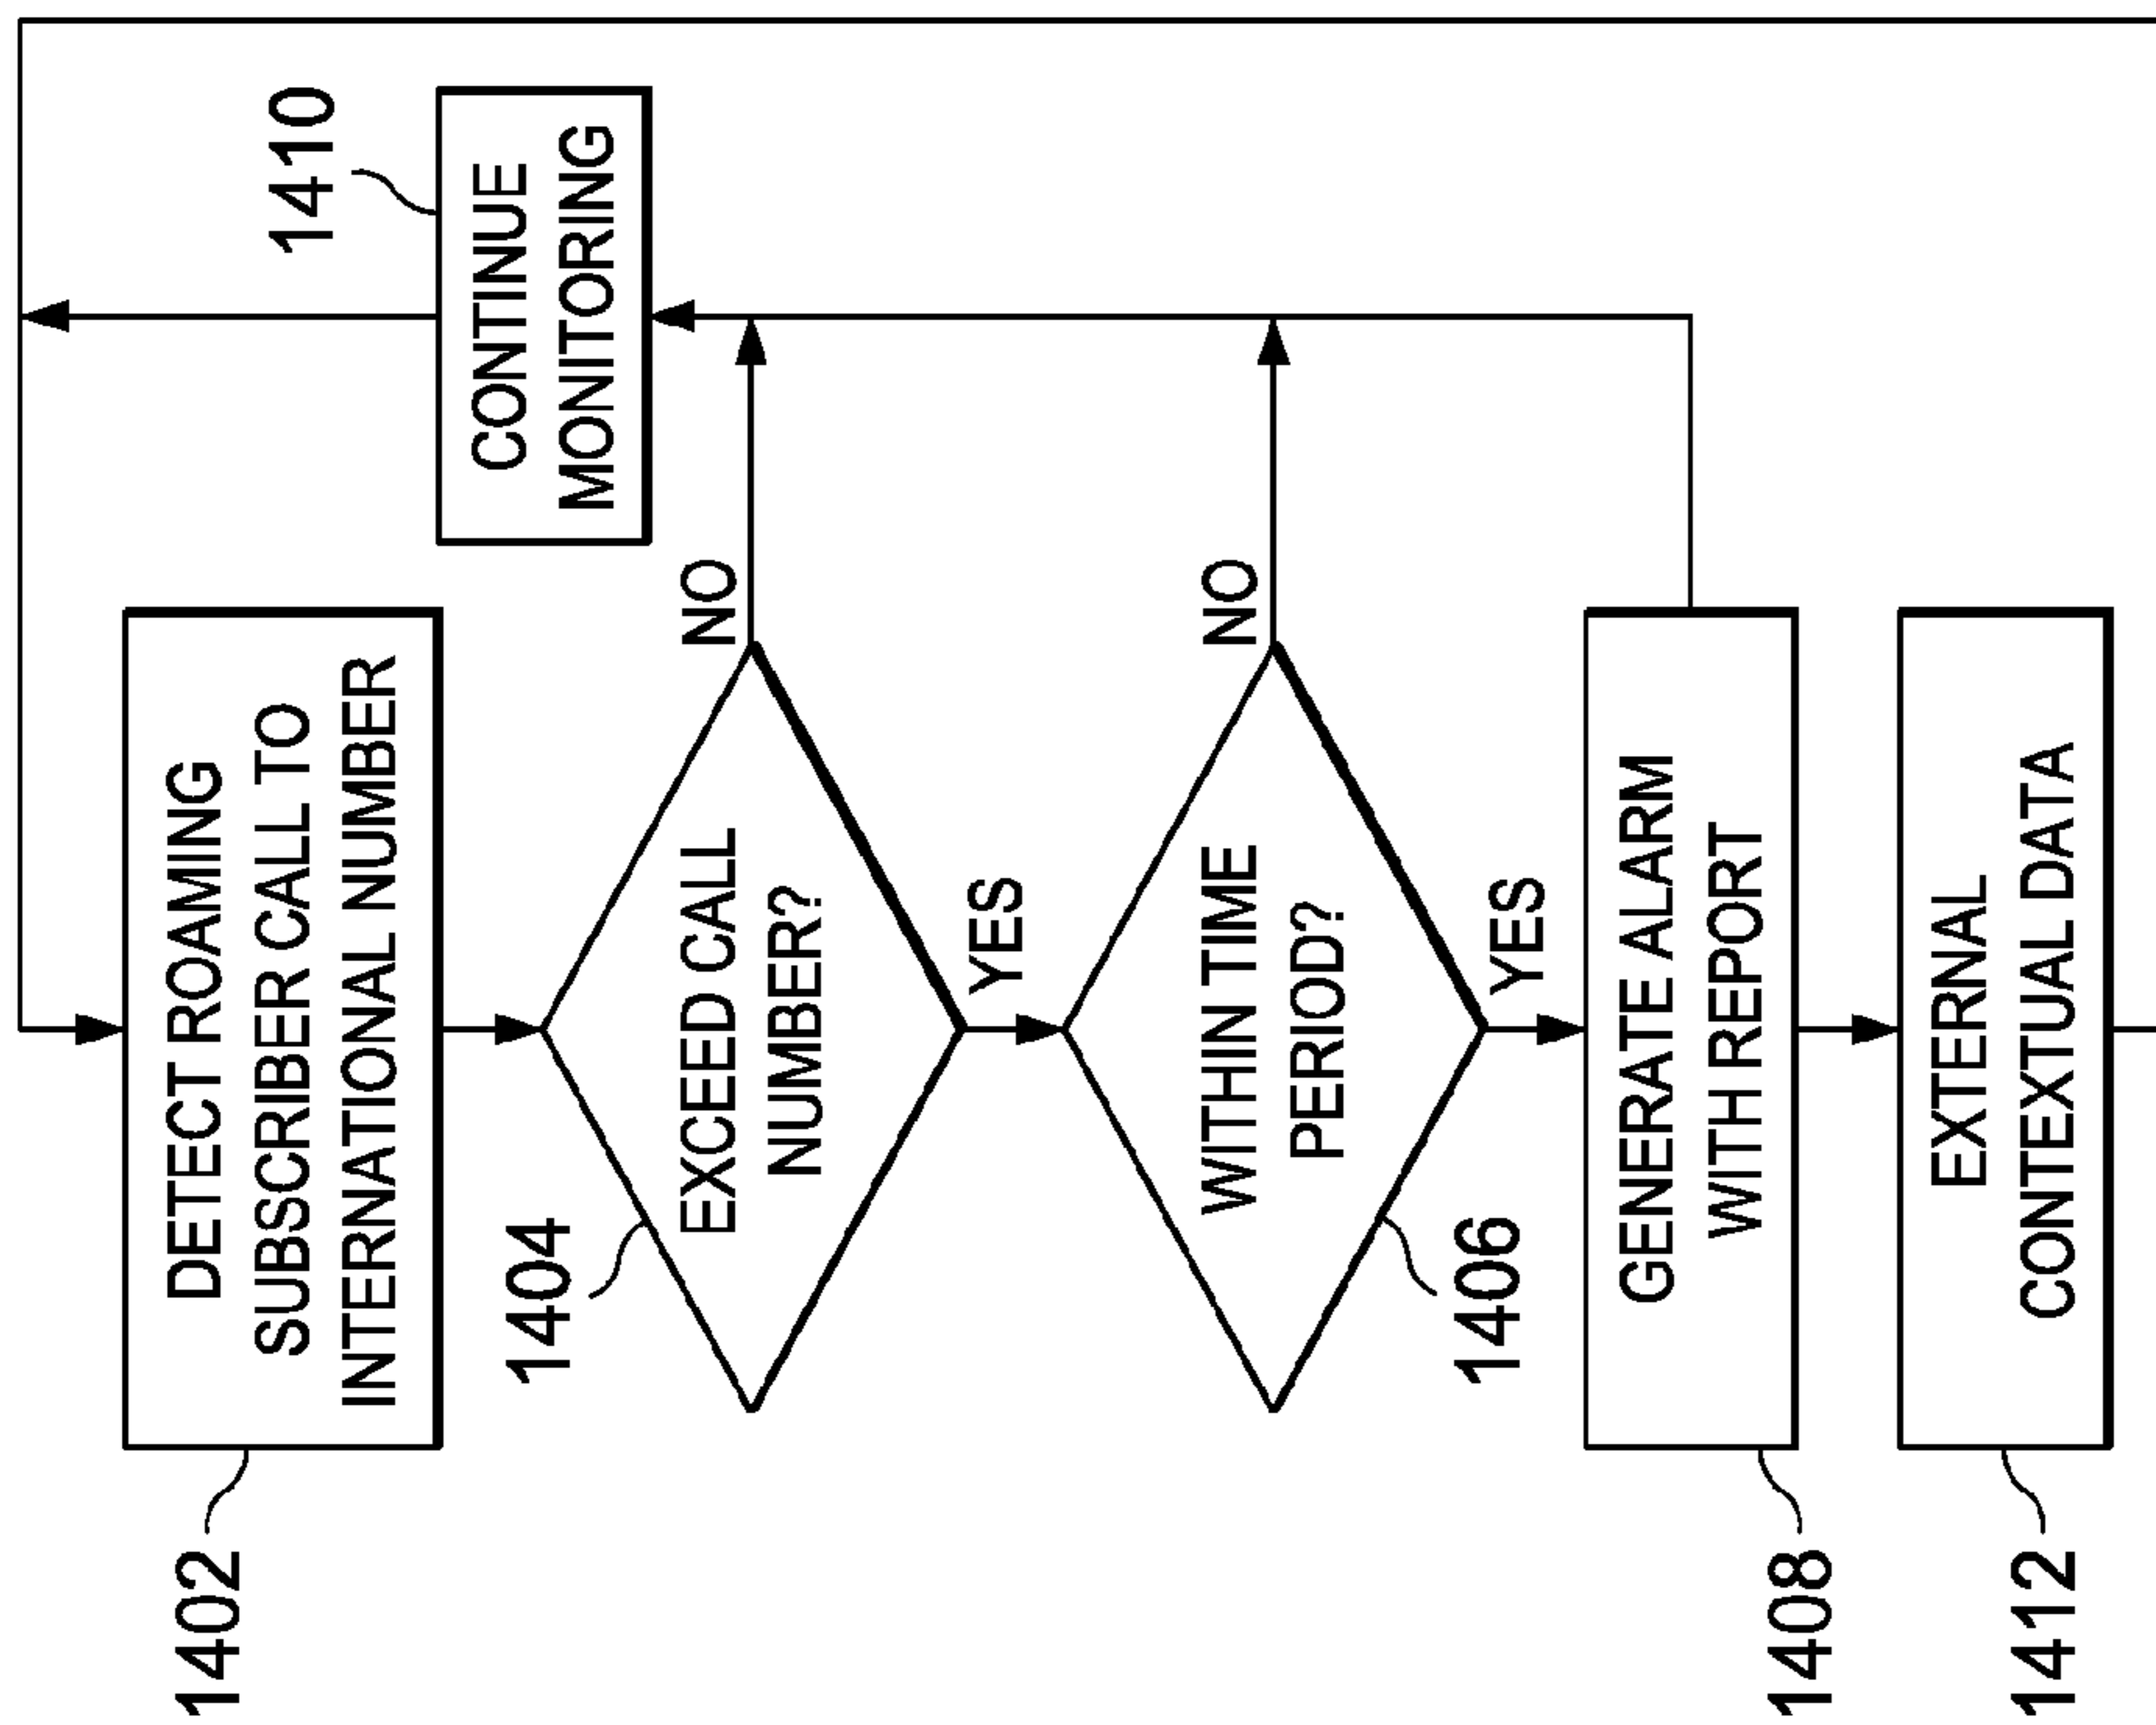 1402
DETECT ROAMING
SUBSCRIBER CALL TO
INTERNATIONAL NUMBER
1404
EXCEED CALL
NUMBER?
NO
YES
1410
CONTINUE
MONITORING
1406
WITHIN TIME
PERIOD?
NO
YES
1408
GENERATE ALARM
WITH REPORT
1412
EXTERNAL
CONTEXTUAL DATA